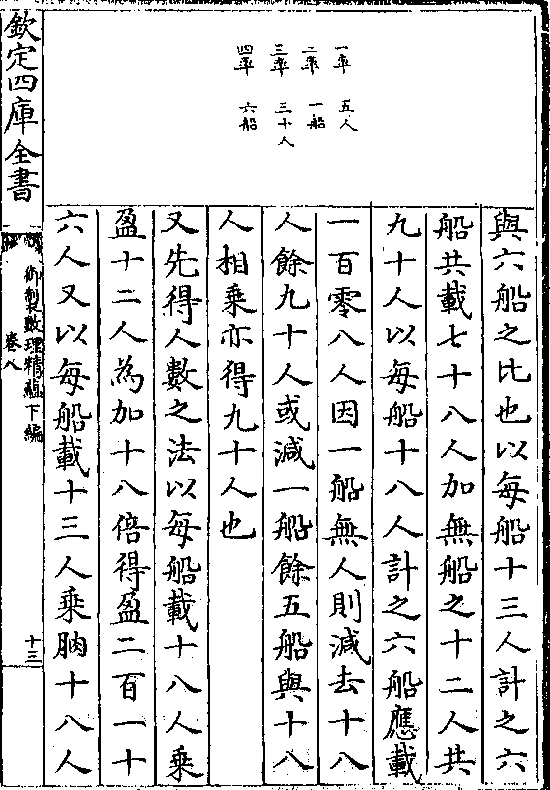 一率　五人
二率　一船
三率　三十人
四率　六船
與六船之比也以每船十三人計之六
船共載七十八人加無船之十二人共
九十人以每船十八人計之六船應載
一百零八人因一船無人則減去十八
人餘九十人或減一船餘五船與十八
人相乘亦得九十人也
又先得人數之法以每船載十八人乘
盈十二人為加十八倍得盈二百一十
六人又以每船載十三人乘朒十八人
欽定四庫全書
御製數理精蘊下編
卷八
十三